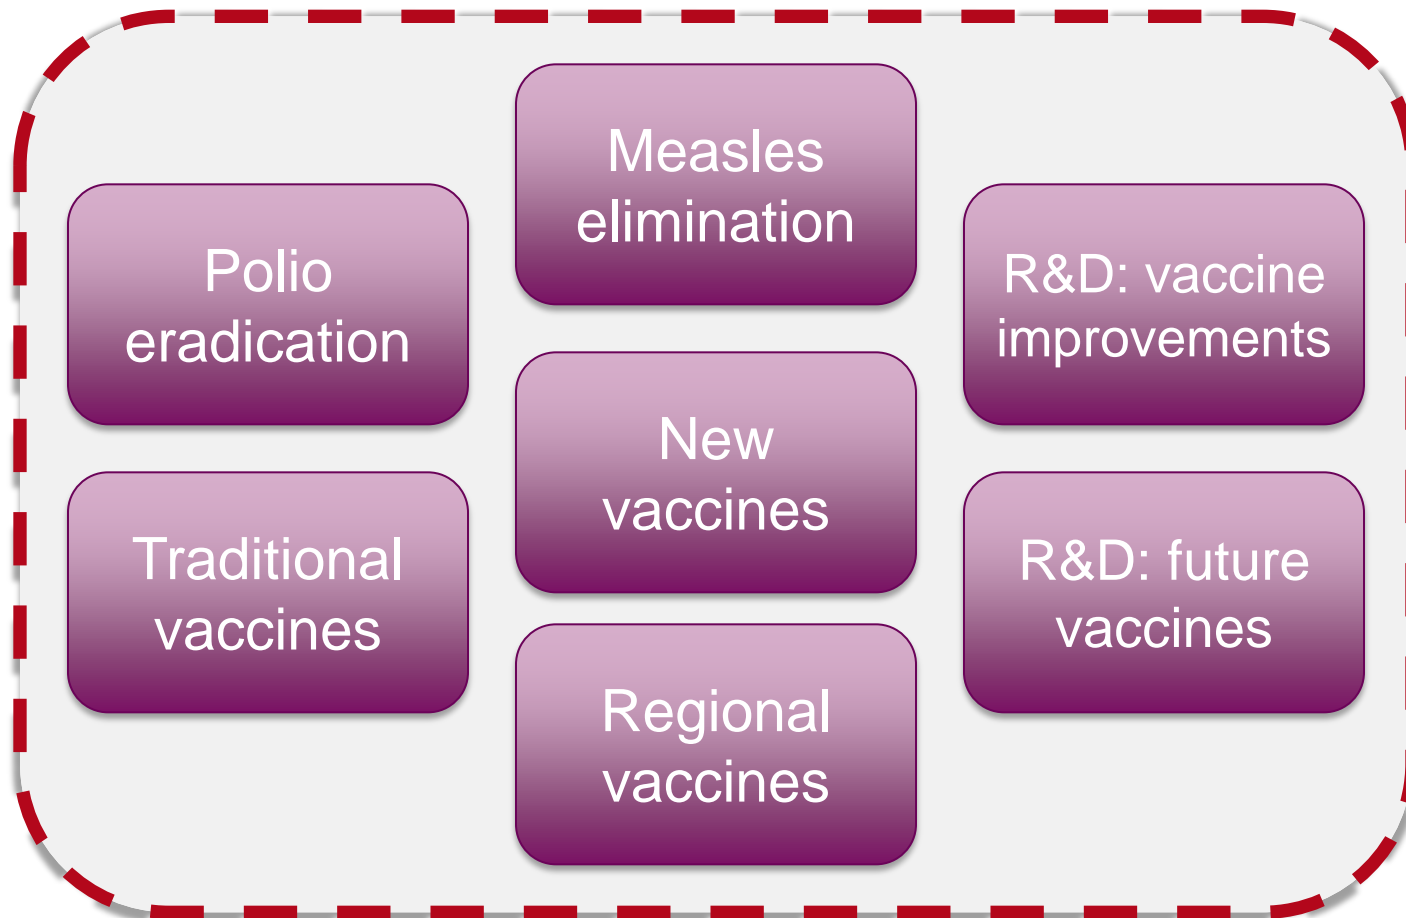 Polio
eradication
Traditional
vaccines
Measles
elimination
New
vaccines
Regional
vaccines
R&D: vaccine
improvements
R&D: future
vaccines